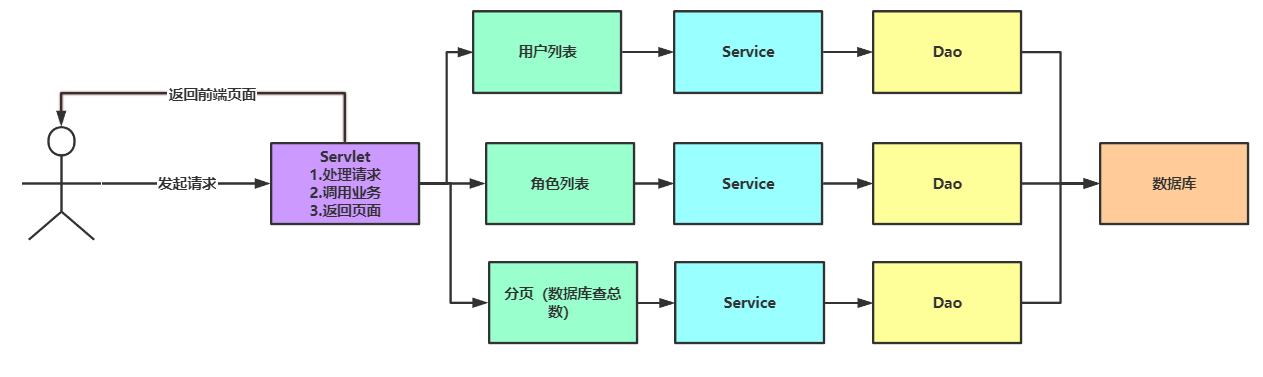 用户列表
Service
Dao
返回前端页面
发起请求
Servlet
1.处理请求
2.调用业务
3.返回页面
角色列表
Service
Dao
数据库
分页（数据库查总
数)
Service
Dao